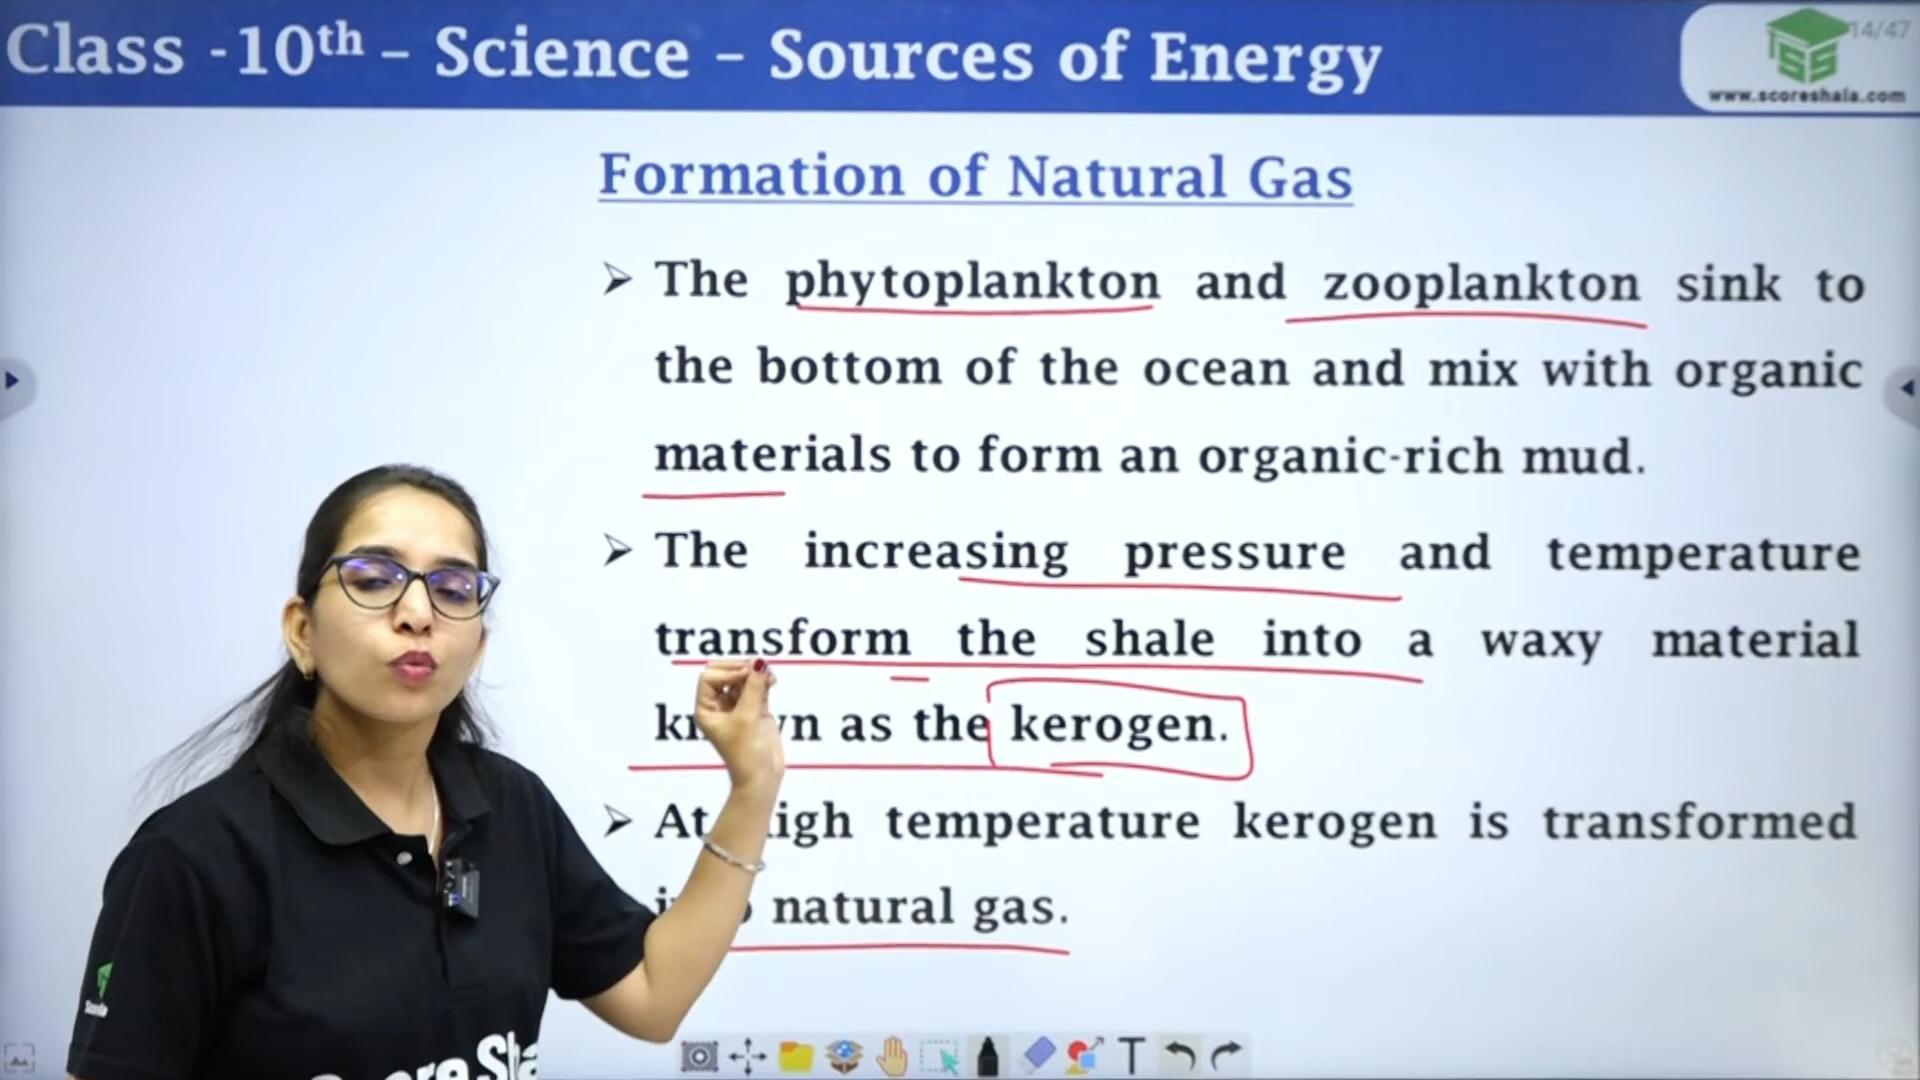 Class -10th – Science – Sources of Energy
14/47
SS
www.scoreshala.com
Formation of Natural Gas
➢ The phytoplankton and zooplankton sink to
the bottom of the ocean and mix with organic
materials to form an organic-rich mud.
➢ The increasing pressure and temperature
transform the shale into a waxy material
as the kerogen.
➢ At high temperature kerogen is transformed
natural gas.
T